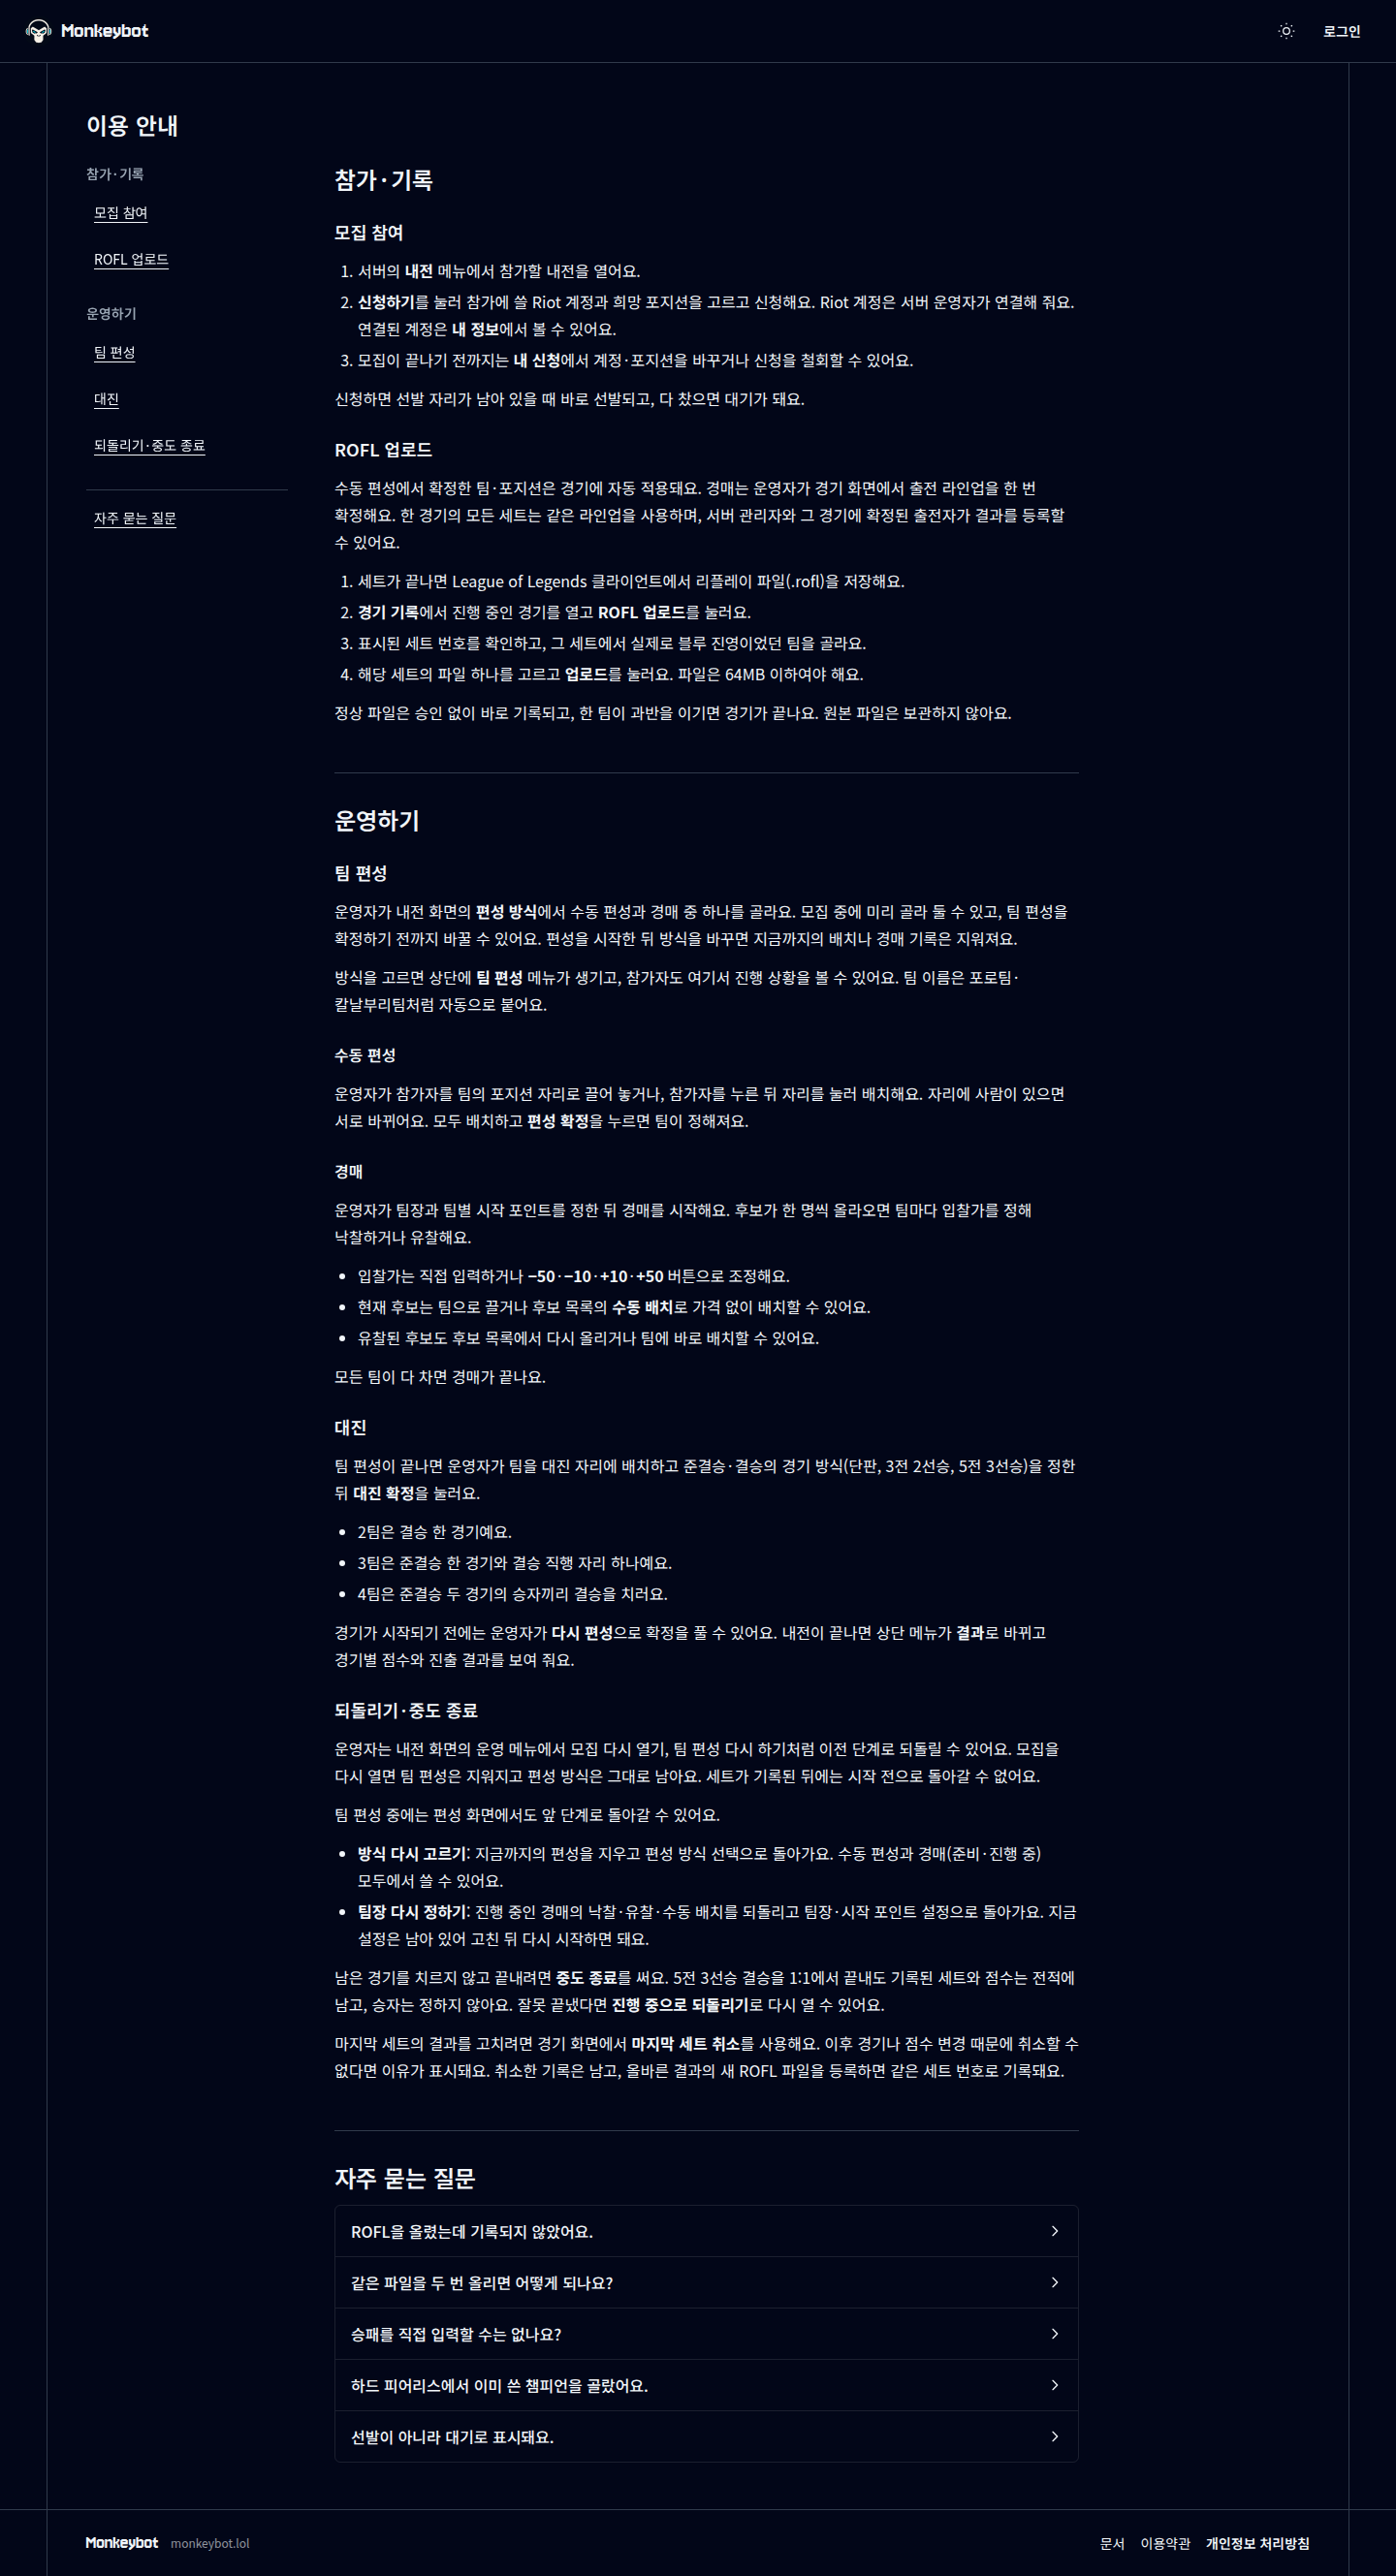 Monkeybot
로그인
이용 안내
참가·기록
모집 참여
ROFL 업로드
운영하기
팀 편성
대진
되돌리기·중도 종료
자주 묻는 질문
참가·기록
모집 참여
1. 서버의 내전 메뉴에서 참가할 내전을 열어요.
2. 신청하기를 눌러 참가에 쓸 Riot 계정과 희망 포지션을 고르고 신청해요. Riot 계정은 서버 운영자가 연결해 줘요.
연결된 계정은 내 정보에서 볼 수 있어요.
3. 모집이 끝나기 전까지는 내 신청에서 계정·포지션을 바꾸거나 신청을 철회할 수 있어요.
신청하면 선발 자리가 남아 있을 때 바로 선발되고, 다 찼으면 대기가 돼요.
ROFL 업로드
수동 편성에서 확정한 팀·포지션은 경기에 자동 적용돼요. 경매는 운영자가 경기 화면에서 출전 라인업을 한 번
확정해요. 한 경기의 모든 세트는 같은 라인업을 사용하며, 서버 관리자와 그 경기에 확정된 출전자가 결과를 등록할
수 있어요.
1. 세트가 끝나면 League of Legends 클라이언트에서 리플레이 파일(.rofl)을 저장해요.
2. 경기 기록에서 진행 중인 경기를 열고 ROFL 업로드를 눌러요.
3. 표시된 세트 번호를 확인하고, 그 세트에서 실제로 블루 진영이었던 팀을 골라요.
4. 해당 세트의 파일 하나를 고르고 업로드를 눌러요. 파일은 64MB 이하여야 해요.
정상 파일은 승인 없이 바로 기록되고, 한 팀이 과반을 이기면 경기가 끝나요. 원본 파일은 보관하지 않아요.
운영하기
팀 편성
운영자가 내전 화면의 편성 방식에서 수동 편성과 경매 중 하나를 골라요. 모집 중에 미리 골라 둘 수 있고, 팀 편성을
확정하기 전까지 바꿀 수 있어요. 편성을 시작한 뒤 방식을 바꾸면 지금까지의 배치나 경매 기록은 지워져요.
방식을 고르면 상단에 팀 편성 메뉴가 생기고, 참가자도 여기서 진행 상황을 볼 수 있어요. 팀 이름은 포로팀·
칼날부리팀처럼 자동으로 붙어요.
수동 편성
운영자가 참가자를 팀의 포지션 자리로 끌어 놓거나, 참가자를 누른 뒤 자리를 눌러 배치해요. 자리에 사람이 있으면
서로 바뀌어요. 모두 배치하고 편성 확정을 누르면 팀이 정해져요.
경매
운영자가 팀장과 팀별 시작 포인트를 정한 뒤 경매를 시작해요. 후보가 한 명씩 올라오면 팀마다 입찰가를 정해
낙찰하거나 유찰해요.
• 입찰가는 직접 입력하거나 −50·−10·+10·+50 버튼으로 조정해요.
• 현재 후보는 팀으로 끌거나 후보 목록의 수동 배치로 가격 없이 배치할 수 있어요.
• 유찰된 후보도 후보 목록에서 다시 올리거나 팀에 바로 배치할 수 있어요.
모든 팀이 다 차면 경매가 끝나요.
대진
팀 편성이 끝나면 운영자가 팀을 대진 자리에 배치하고 준결승·결승의 경기 방식(단판, 3전 2선승, 5전 3선승)을 정한
뒤 대진 확정을 눌러요.
• 2팀은 결승 한 경기예요.
• 3팀은 준결승 한 경기와 결승 직행 자리 하나예요.
• 4팀은 준결승 두 경기의 승자끼리 결승을 치러요.
경기가 시작되기 전에는 운영자가 다시 편성으로 확정을 풀 수 있어요. 내전이 끝나면 상단 메뉴가 결과로 바뀌고
경기별 점수와 진출 결과를 보여 줘요.
되돌리기·중도 종료
운영자는 내전 화면의 운영 메뉴에서 모집 다시 열기, 팀 편성 다시 하기처럼 이전 단계로 되돌릴 수 있어요. 모집을
다시 열면 팀 편성은 지워지고 편성 방식은 그대로 남아요. 세트가 기록된 뒤에는 시작 전으로 돌아갈 수 없어요.
팀 편성 중에는 편성 화면에서도 앞 단계로 돌아갈 수 있어요.
• 방식 다시 고르기: 지금까지의 편성을 지우고 편성 방식 선택으로 돌아가요. 수동 편성과 경매(준비·진행 중)
모두에서 쓸 수 있어요.
• 팀장 다시 정하기: 진행 중인 경매의 낙찰·유찰·수동 배치를 되돌리고 팀장·시작 포인트 설정으로 돌아가요. 지금
설정은 남아 있어 고친 뒤 다시 시작하면 돼요.
남은 경기를 치르지 않고 끝내려면 중도 종료를 써요. 5전 3선승 결승을 1:1에서 끝내도 기록된 세트와 점수는 전적에
남고, 승자는 정하지 않아요. 잘못 끝냈다면 진행 중으로 되돌리기로 다시 열 수 있어요.
마지막 세트의 결과를 고치려면 경기 화면에서 마지막 세트 취소를 사용해요. 이후 경기나 점수 변경 때문에 취소할 수
없다면 이유가 표시돼요. 취소한 기록은 남고, 올바른 결과의 새 ROFL 파일을 등록하면 같은 세트 번호로 기록돼요.
자주 묻는 질문
ROFL을 올렸는데 기록되지 않았어요.
같은 파일을 두 번 올리면 어떻게 되나요?
승패를 직접 입력할 수는 없나요?
하드 피어리스에서 이미 쓴 챔피언을 골랐어요.
선발이 아니라 대기로 표시돼요.
Monkeybot monkeybot.lol
문서 이용약관 개인정보 처리방침